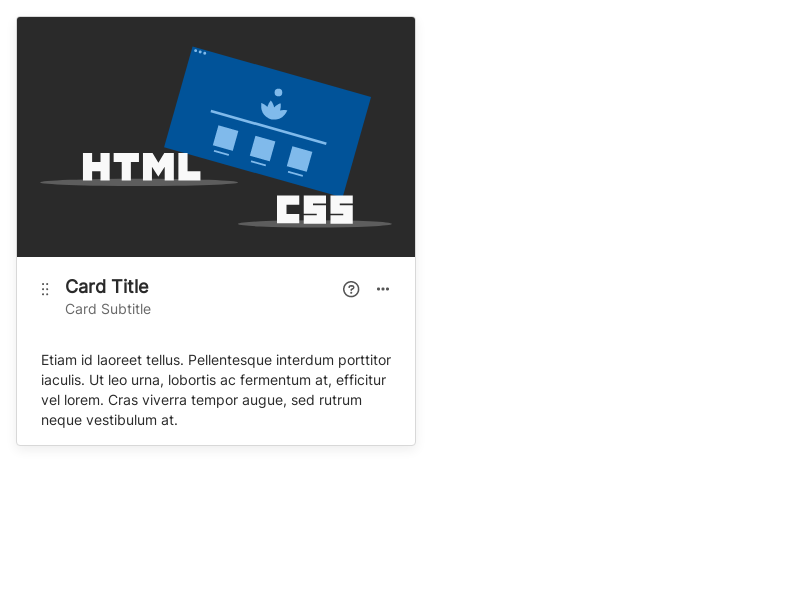 HTML
CSS
Card Title
Card Subtitle
Etiam id laoreet tellus. Pellentesque interdum porttitor
iaculis. Ut leo urna, lobortis ac fermentum at, efficitur
vel lorem. Cras viverra tempor augue, sed rutrum
neque vestibulum at.